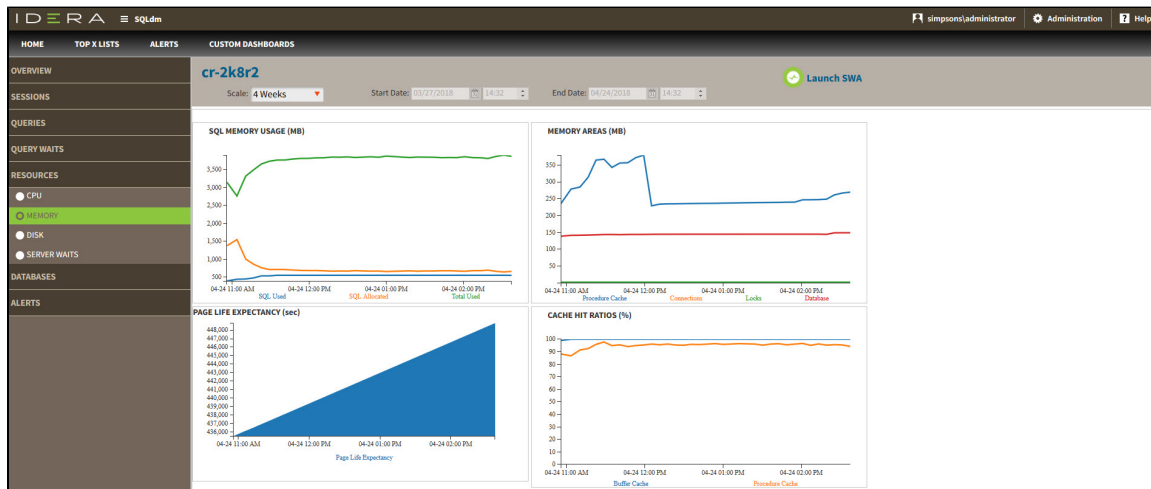 IDERA ≡ SQLdm simpsons\administrator Administration ? Help
HOME TOP X LISTS ALERTS CUSTOM DASHBOARDS
OVERVIEW
SESSIONS
QUERIES
QUERY WAITS
RESOURCES
CPU
MEMORY
DISK
SERVER WAITS
DATABASES
ALERTS
cr-2k8r2
Launch SWA
Scale: 4 Weeks Start Date: 03/27/2018 14:32 End Date: 04/24/2018 14:32
SQL MEMORY USAGE (MB)
3,500
3,000
2,500
2,000
1,500
1,000
500
04-24 11:00 AM 04-24 12:00 PM 04-24 01:00 PM 04-24 02:00 PM
SQL Used SQL Allocated Total Used
MEMORY AREAS (MB)
350
300
250
200
150
100
50
0
04-24 11:00 AM 04-24 12:00 PM 04-24 01:00 PM 04-24 02:00 PM
Procedure Cache Connections Locks Database
PAGE LIFE EXPECTANCY (sec)
448,000
447,000
446,000
445,000
444,000
443,000
442,000
441,000
440,000
439,000
438,000
437,000
436,000
04-24 11:00 AM 04-24 12:00 PM 04-24 01:00 PM 04-24 02:00 PM
Page Life Expectancy
CACHE HIT RATIOS (%)
100
90
80
70
60
50
40
30
20
10
0
04-24 11:00 AM 04-24 12:00 PM 04-24 01:00 PM 04-24 02:00 PM
Buffer Cache Procedure Cache